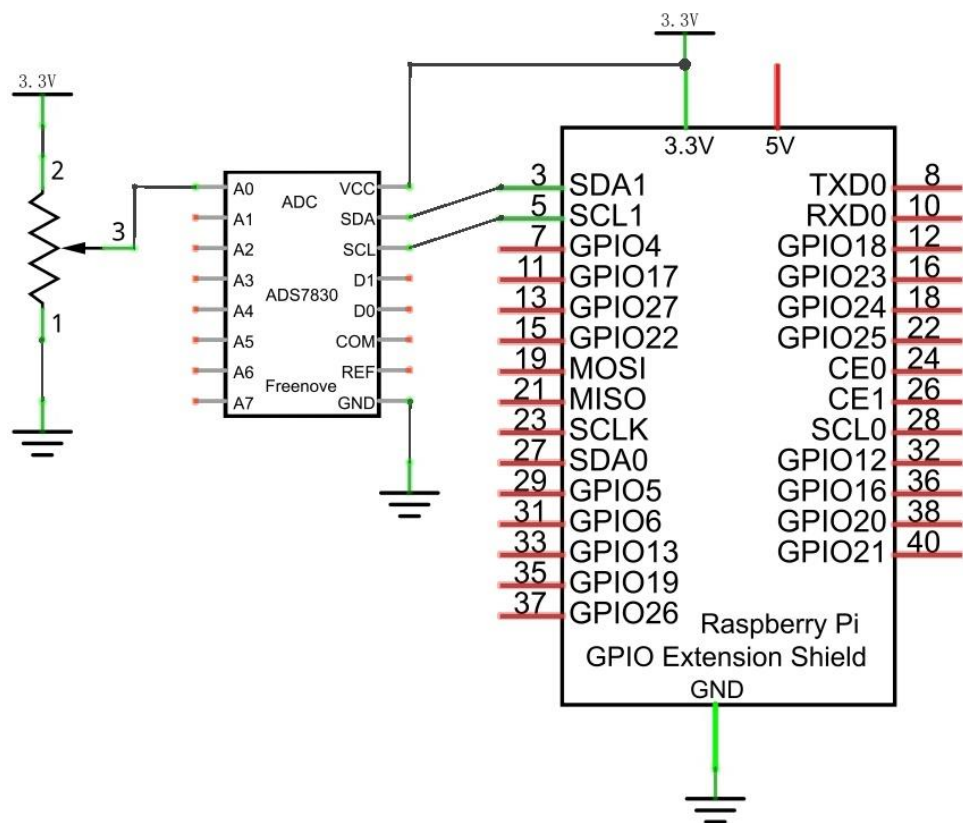 3.3V
3.3V
2
3
1
A0 VCC
ADC
A1 SDA
A2 SCL
A3 D1
ADS7830
A4 D0
A5 COM
A6 REF
Freenove
A7 GND
3.3V 5V
3 SDA1 TXD0 8
5 SCL1 RXD0 10
7 GPIO4 GPIO18 12
11 GPIO17 GPIO23 16
13 GPIO27 GPIO24 18
15 GPIO22 GPIO25 22
19 MOSI CE0 24
21 MISO CE1 26
23 SCLK SCL0 28
27 SDA0 GPIO12 32
29 GPIO5 GPIO16 36
31 GPIO6 GPIO20 38
33 GPIO13 GPIO21 40
35 GPIO19
37 GPIO26
Raspberry Pi
GPIO Extension Shield
GND